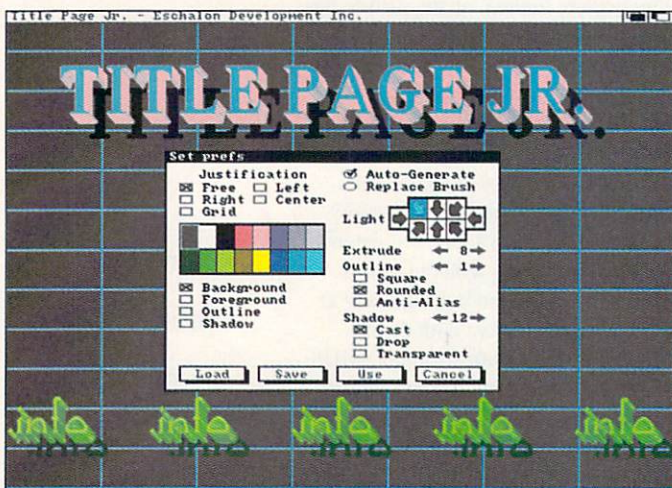 Title Page Jr. - Eschalon Development Inc.
TITLE PAGE JR.
Set prefs
Justification
Free Left
Right Center
Grid
Auto-Generate
Replace Brush
Light
Extrude 8
Outline 1
Square
Rounded
Anti-Alias
Shadow 12
Cast
Drop
Transparent
Background
Foreground
Outline
Shadow
Load Save Use Cancel
info info info info info